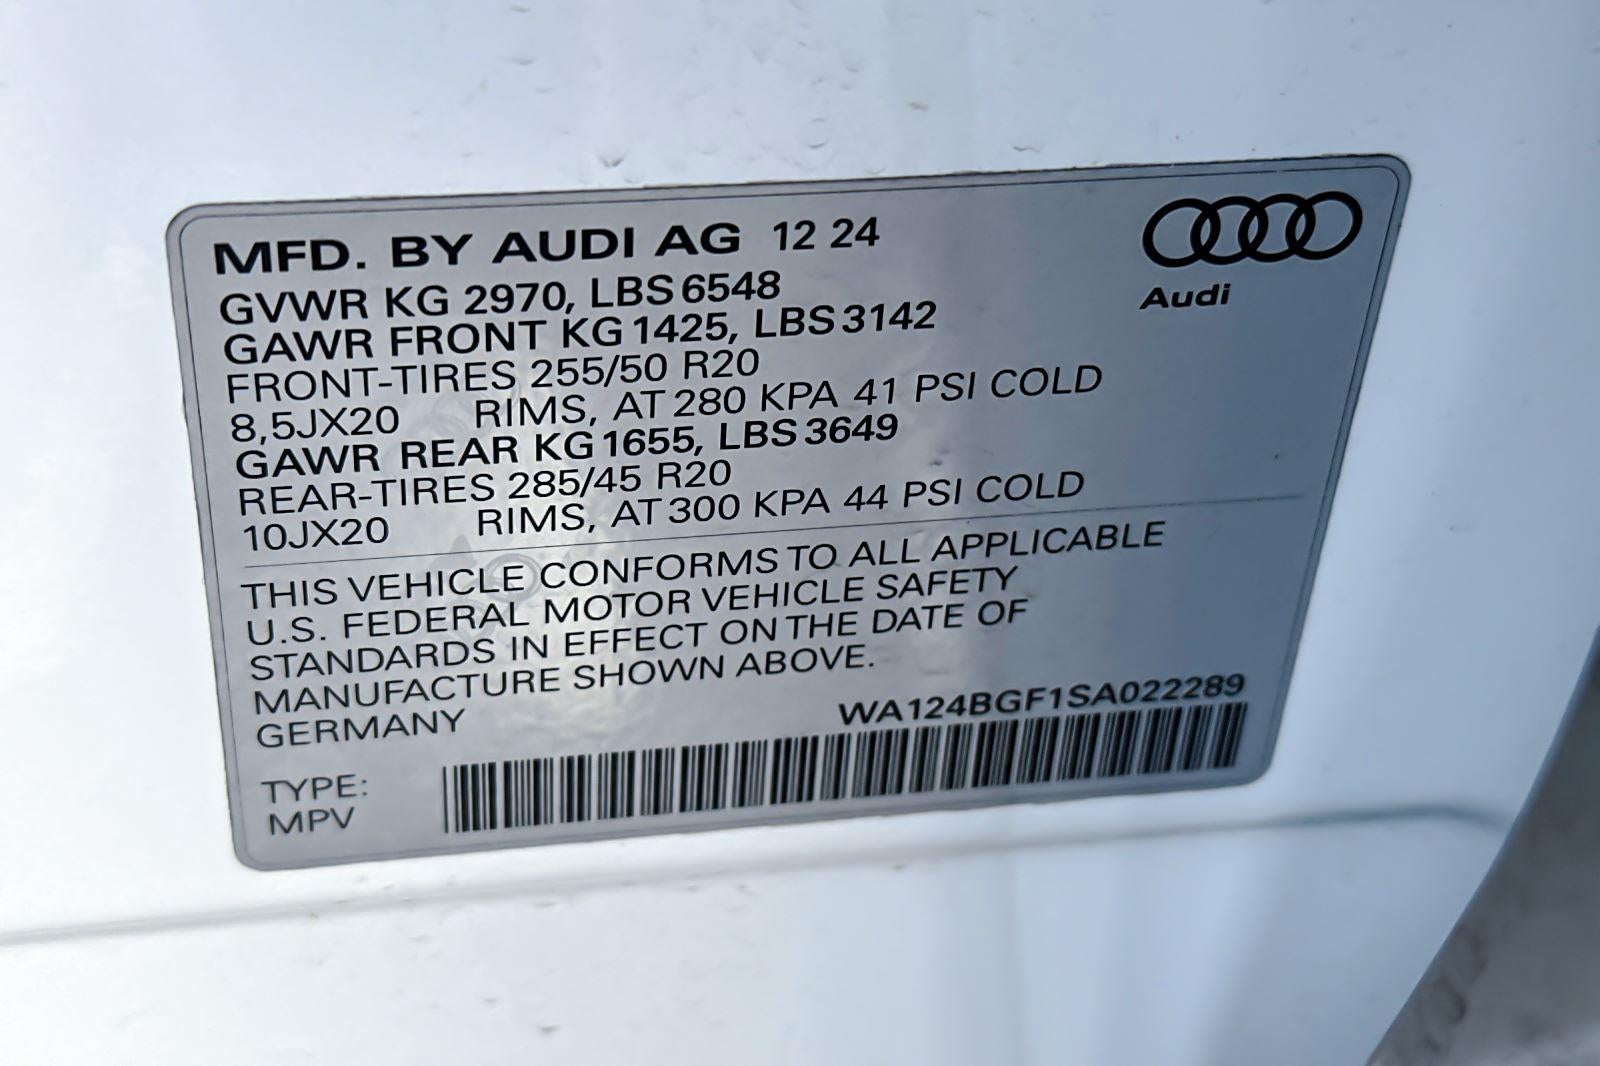 MFD. BY AUDI AG 12 24
Audi
GVWR KG 2970, LBS 6548
GAWR FRONT KG 1425, LBS 3142
FRONT-TIRES 255/50 R20
8,5JX20 RIMS, AT 280 KPA 41 PSI COLD
GAWR REAR KG 1655, LBS 3649
REAR-TIRES 285/45 R20
10JX20 RIMS, AT 300 KPA 44 PSI COLD
THIS VEHICLE CONFORMS TO ALL APPLICABLE
U.S. FEDERAL MOTOR VEHICLE SAFETY
STANDARDS IN EFFECT ON THE DATE OF
MANUFACTURE SHOWN ABOVE.
GERMANY
WA124BGF1SA022289
TYPE:
MPV